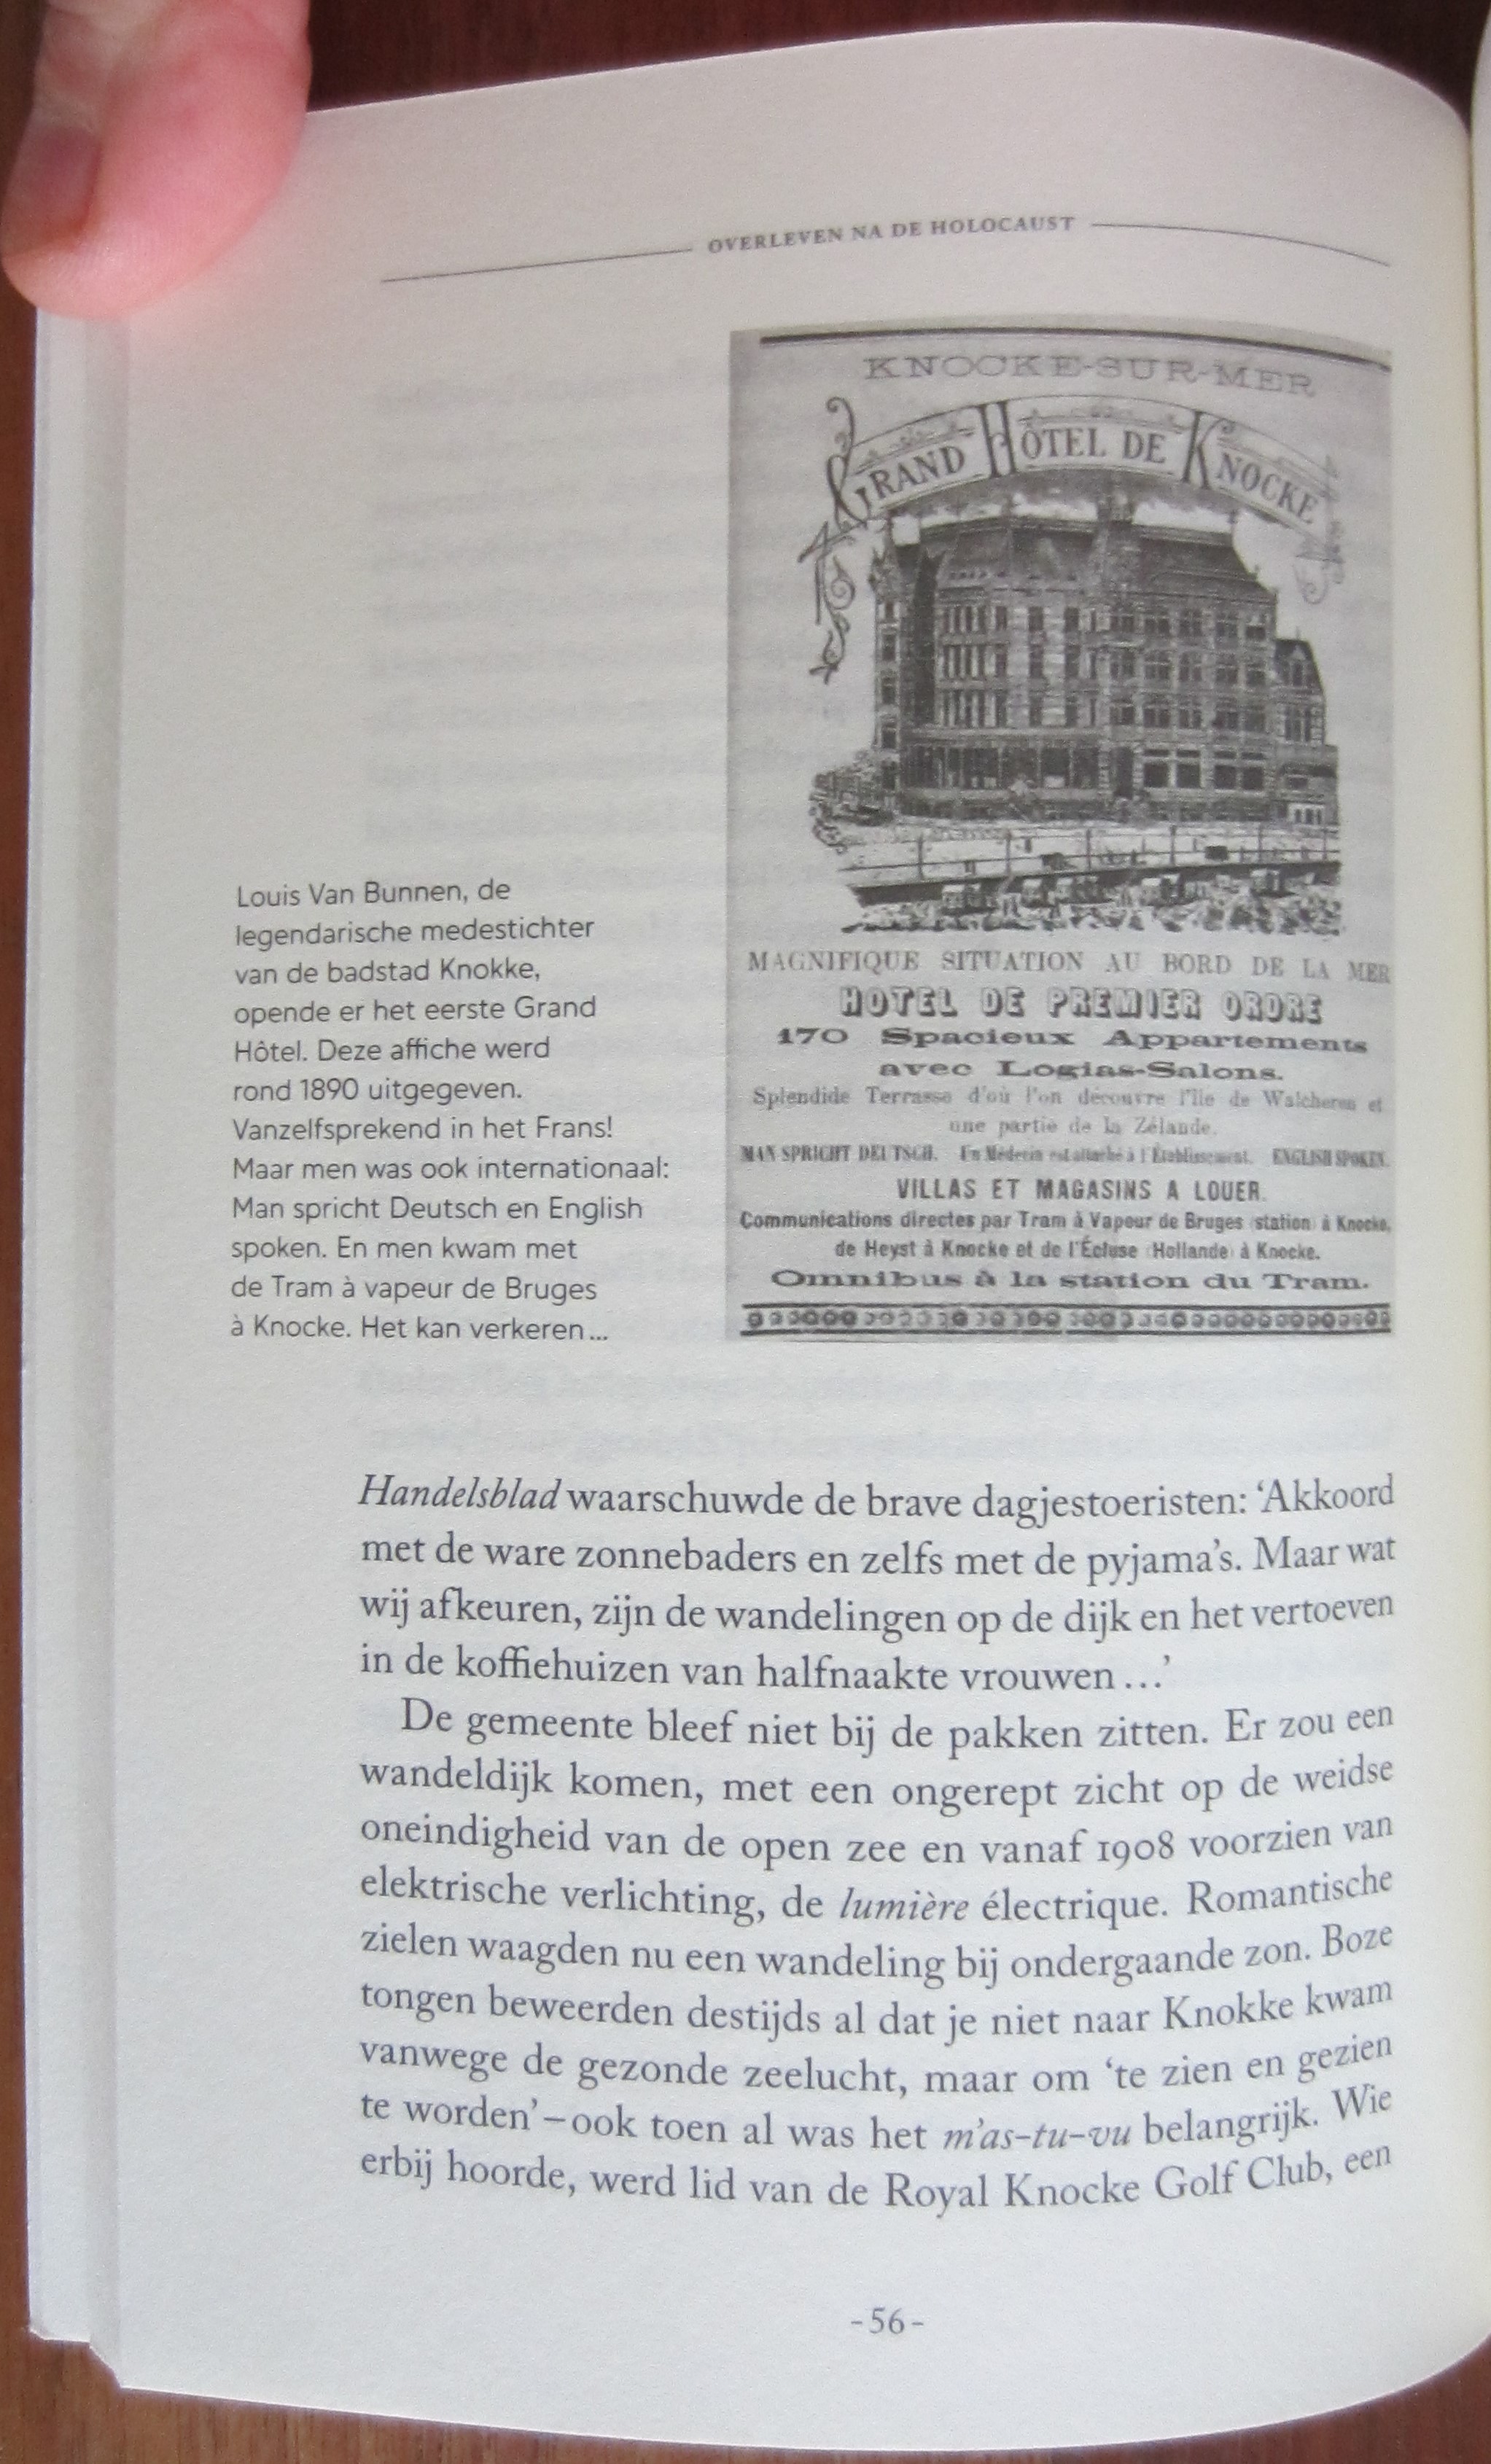 OVERLEVEN NA DE HOLOCAUST
KNOCKE-SUR-MER
GRAND HÔTEL DE KNOCKE
MAGNIFIQUE SITUATION AU BORD DE LA MER
HOTEL DE PREMIER ORDRE
170 Spacieux Appartements
avec Logias-Salons.
Splendide Terrasse d'où l'on découvre l'Ile de Walcheren et
une partie de la Zélande.
MAN SPRICHT DEUTSCH. Un Médecin est attaché à l'Établissement. ENGLISH SPOKEN.
VILLAS ET MAGASINS A LOUER.
Communications directes par Tram à Vapeur de Bruges (station) à Knocke,
de Heyst à Knocke et de l'Écluse (Hollande) à Knocke.
Omnibus à la station du Tram.
Louis Van Bunnen, de
legendarische medestichter
van de badstad Knokke,
opende er het eerste Grand
Hôtel. Deze affiche werd
rond 1890 uitgegeven.
Vanzelfsprekend in het Frans!
Maar men was ook internationaal:
Man spricht Deutsch en English
spoken. En men kwam met
de Tram à vapeur de Bruges
à Knocke. Het kan verkeren...
Handelsblad waarschuwde de brave dagjestoeristen: ‘Akkoord
met de ware zonnebaders en zelfs met de pyjama’s. Maar wat
wij afkeuren, zijn de wandelingen op de dijk en het vertoeven
in de koffiehuizen van halfnaakte vrouwen...’
De gemeente bleef niet bij de pakken zitten. Er zou een
wandeldijk komen, met een ongerept zicht op de weidse
oneindigheid van de open zee en vanaf 1908 voorzien van
elektrische verlichting, de lumière électrique. Romantische
zielen waagden nu een wandeling bij ondergaande zon. Boze
tongen beweerden destijds al dat je niet naar Knokke kwam
vanwege de gezonde zeelucht, maar om ‘te zien en gezien
te worden’–ook toen al was het m’as-tu-vu belangrijk. Wie
erbij hoorde, werd lid van de Royal Knocke Golf Club, een
-56-